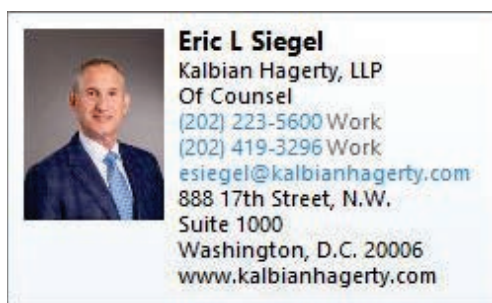 Eric L Siegel
Kalbian Hagerty, LLP
Of Counsel
(202) 223-5600 Work
(202) 419-3296 Work
esiegel@kalbianhagerty.com
888 17th Street, N.W.
Suite 1000
Washington, D.C. 20006
www.kalbianhagerty.com